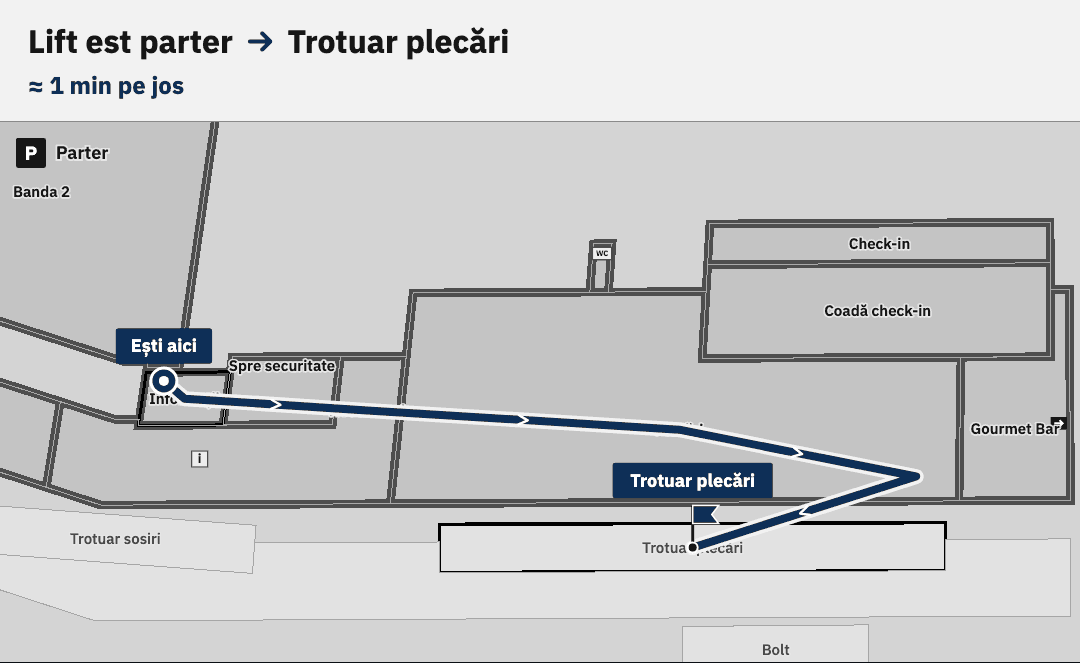 Lift est parter → Trotuar plecări
≈ 1 min pe jos
P Parter
Banda 2
Check-in
WC
Coadă check-in
Ești aici
Spre securitate
Gourmet Bar
i
Trotuar plecări
Trotuar sosiri
Bolt